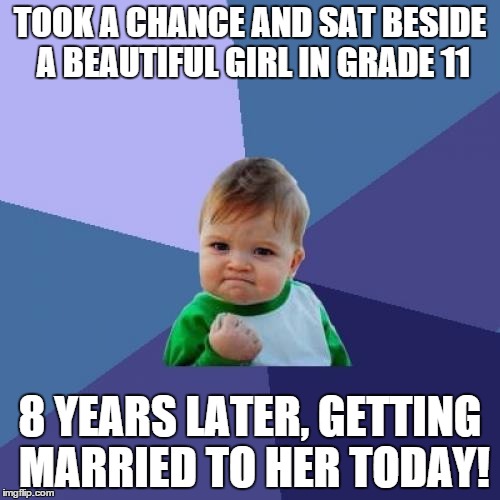 TOOK A CHANCE AND SAT BESIDE
A BEAUTIFUL GIRL IN GRADE 11
8 YEARS LATER, GETTING
MARRIED TO HER TODAY!
imgflip.com